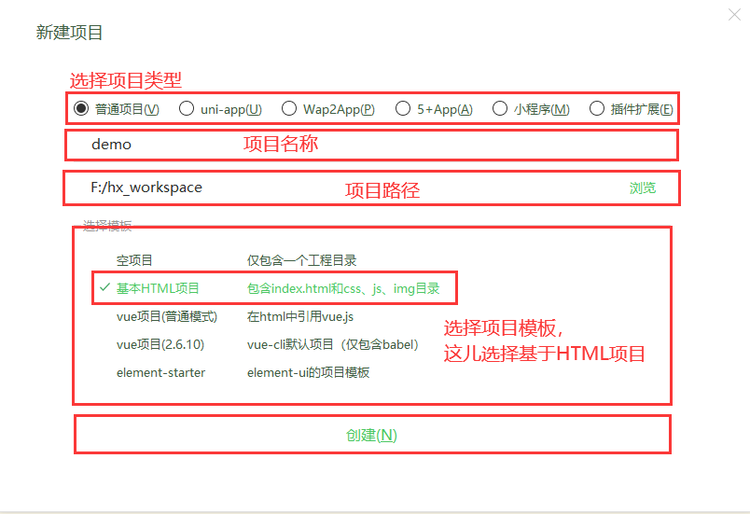 新建项目
选择项目类型
普通项目(V) uni-app(U) Wap2App(P) 5+App(A) 小程序(M) 插件扩展(E)
demo 项目名称
F:/hx_workspace 项目路径 浏览
选择模板
空项目 仅包含一个工程目录
基本HTML项目 包含index.html和css、js、img目录
vue项目(普通模式) 在html中引用vue.js
vue项目(2.6.10) vue-cli默认项目（仅包含babel）
element-starter element-ui的项目模板
选择项目模板，
这儿选择基于HTML项目
创建(N)